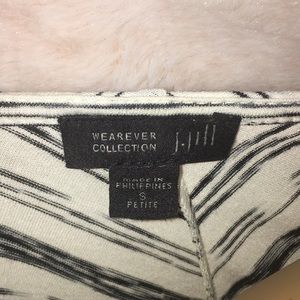 WEAREVER
COLLECTION
J.Jill
MADE IN
PHILIPPINES
S
PETITE